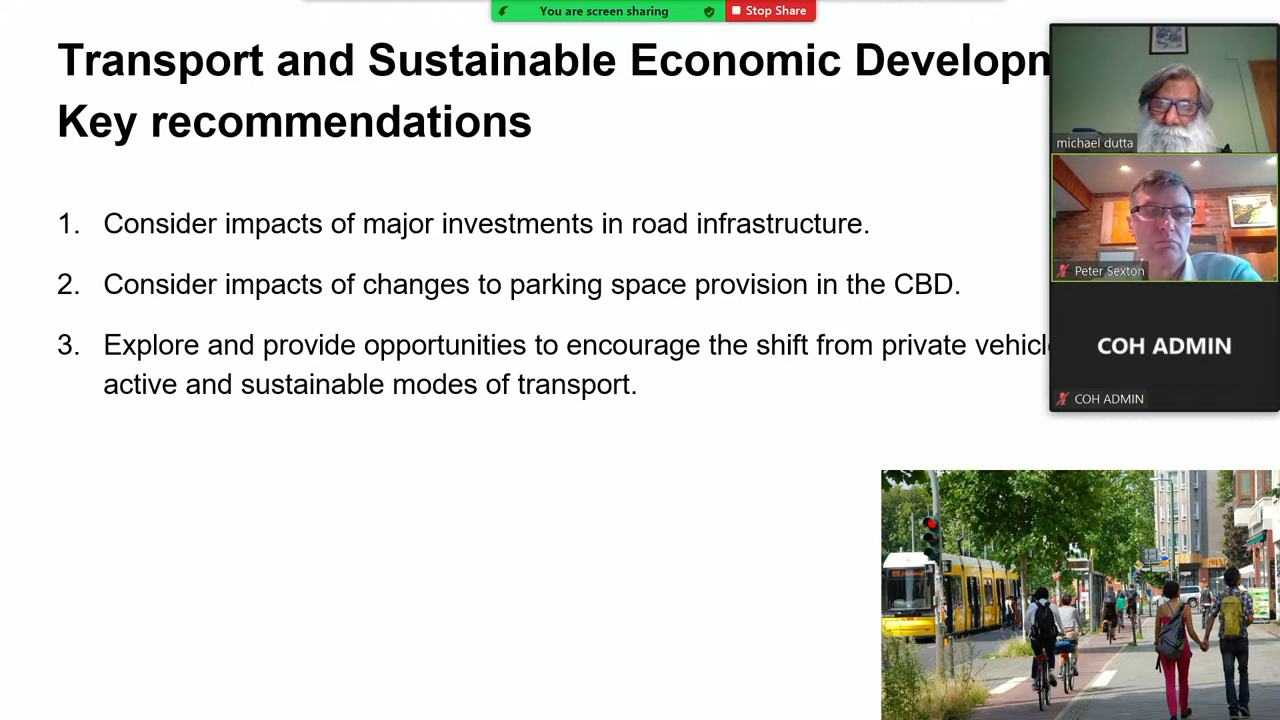 You are screen sharing
Stop Share
Transport and Sustainable Economic Developm
Key recommendations
michael dutta
1. Consider impacts of major investments in road infrastructure.
Peter Sexton
2. Consider impacts of changes to parking space provision in the CBD.
3. Explore and provide opportunities to encourage the shift from private vehicle
active and sustainable modes of transport.
COH ADMIN
COH ADMIN